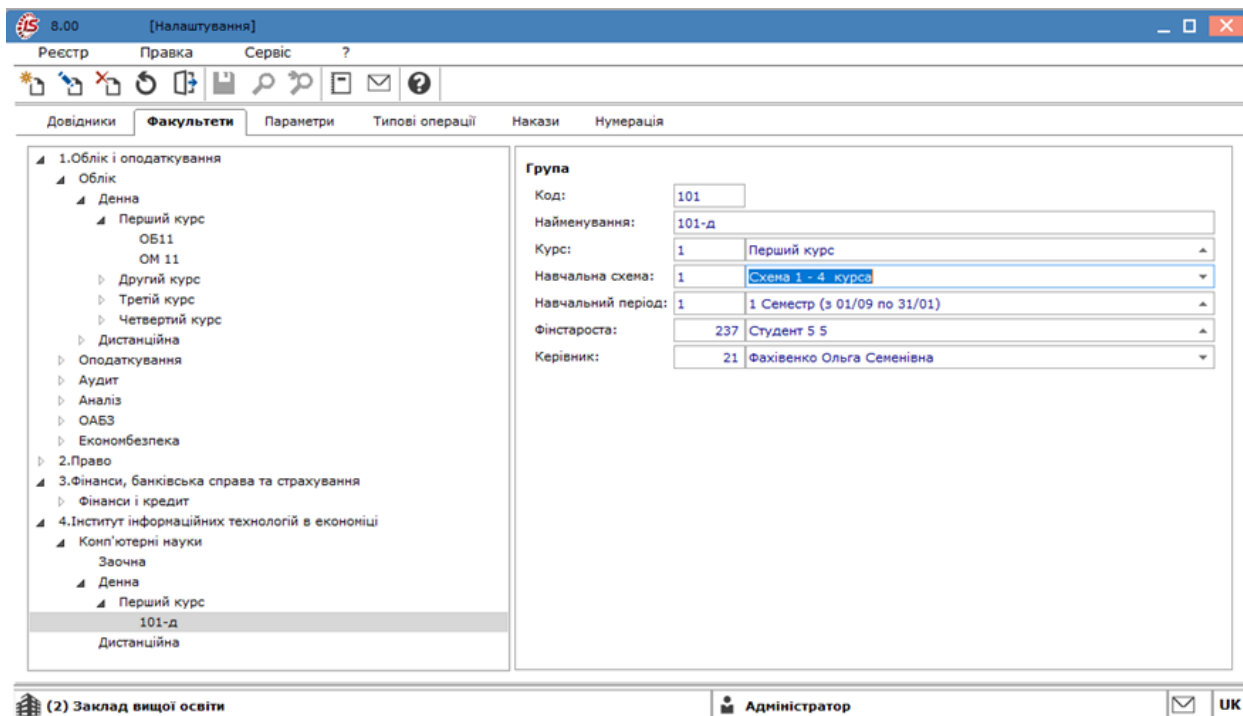 8.00 [Налаштування]
Реєстр Правка Сервіс ?
Довідники Факультети Параметри Типові операції Накази Нумерація
1.Облік і оподаткування
Облік
Денна
Перший курс
ОБ11
ОМ 11
Другий курс
Третій курс
Четвертий курс
Дистанційна
Оподаткування
Аудит
Аналіз
ОАБЗ
Економбезпека
2.Право
3.Фінанси, банківська справа та страхування
Фінанси і кредит
4.Інститут інформаційних технологій в економіці
Комп'ютерні науки
Заочна
Денна
Перший курс
101-д
Дистанційна
Група
Код: 101
Найменування: 101-д
Курс: 1 Перший курс
Навчальна схема: 1 Схема 1 - 4 курса
Навчальний період: 1 1 Семестр (з 01/09 по 31/01)
Фінстароста: 237 Студент 5 5
Керівник: 21 Фахівенко Ольга Семенівна
(2) Заклад вищої освіти Адміністратор UK